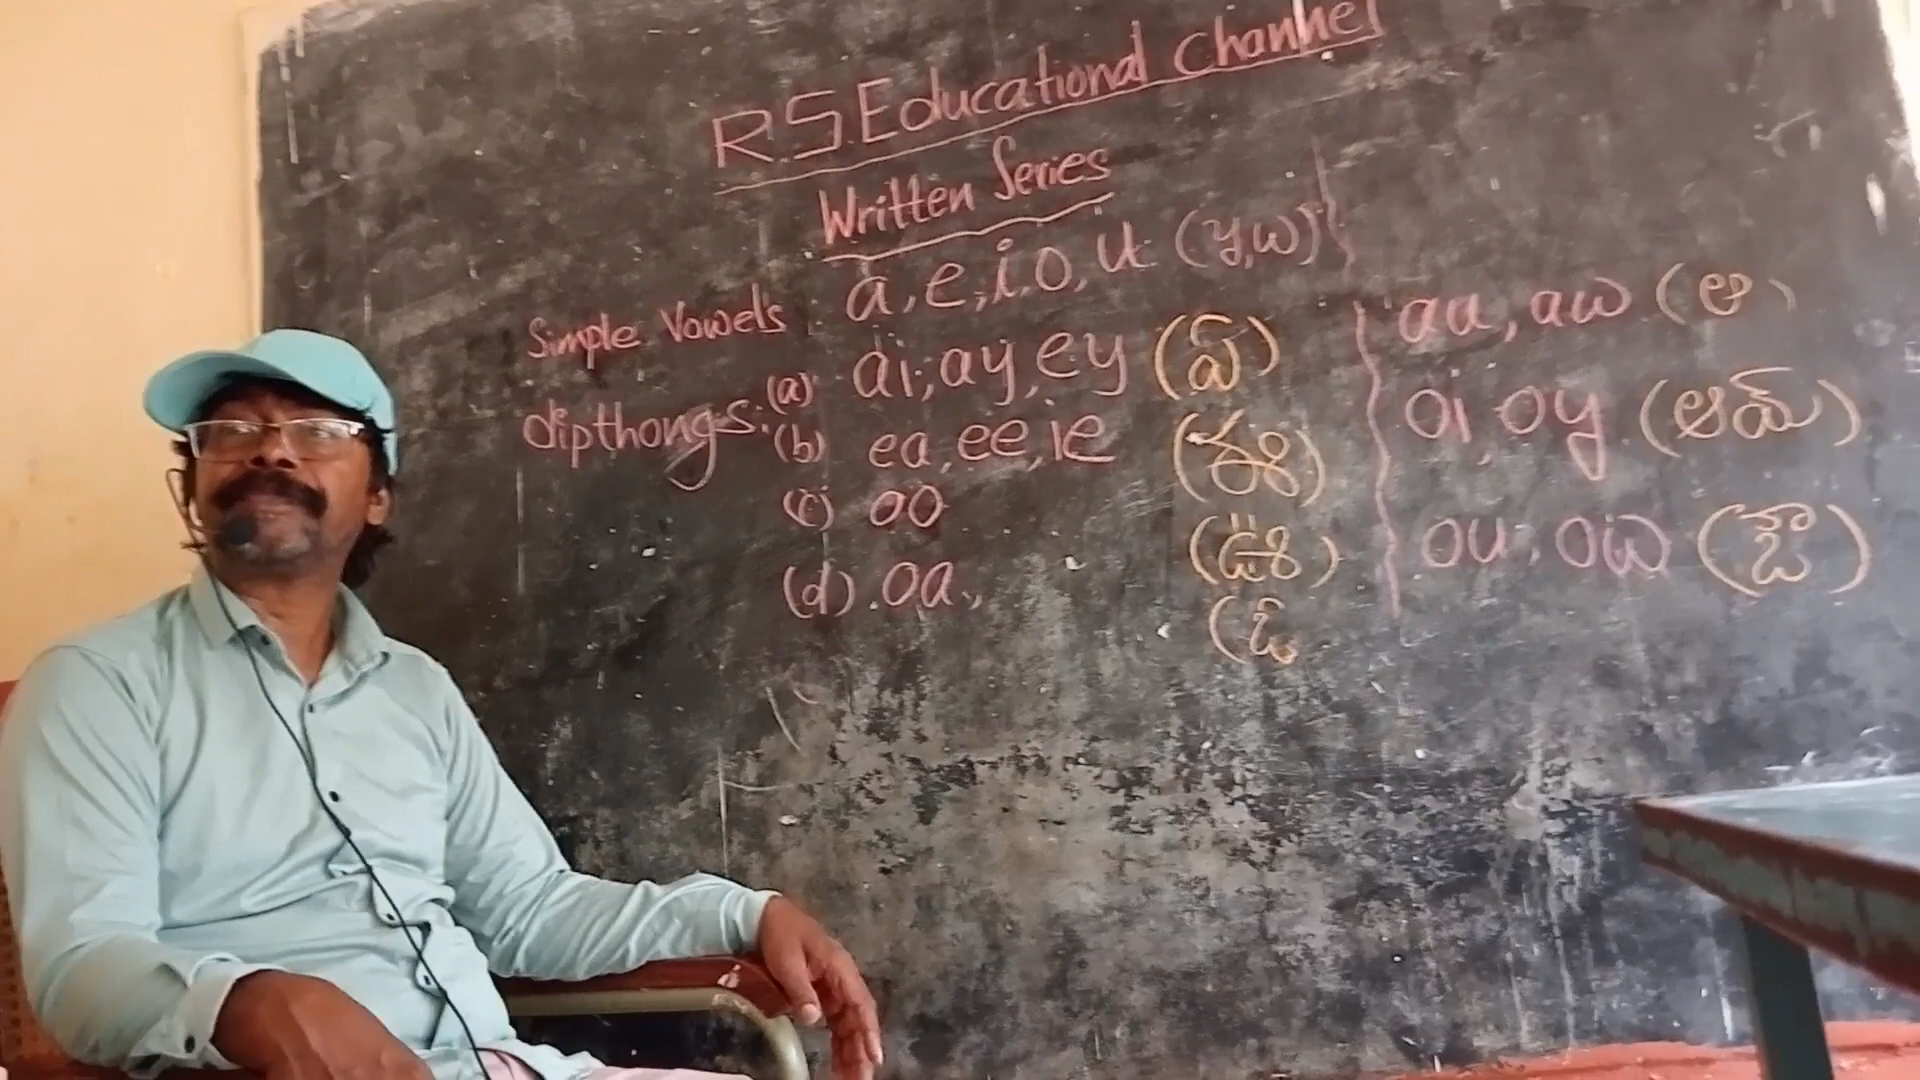 R.S. Educational Channel
Written Series
Simple Vowels : a, e, i, o, u (y,w)
dipthongs: (a) ai, ay, ey (ఏ)
(b) ea, ee, ie (ఈ)
(c) oo (ఊ)
(d) oa, (ఓ
au, aw (ఆ)
oi, oy (ఆయ్)
ou, ow (ఔ)